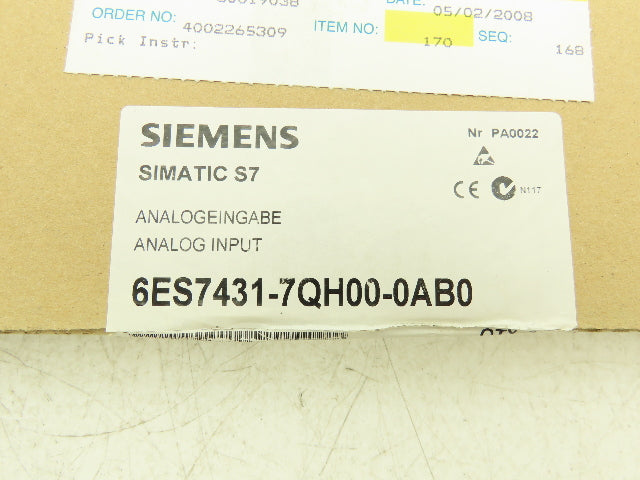 DATE: 05/02/2008
ORDER NO: 4002265309 ITEM NO: 170 SEQ: 168
Pick Instr:
SIEMENS
Nr PA0022
SIMATIC S7
CE N117
ANALOGEINGABE
ANALOG INPUT
6ES7431-7QH00-0AB0